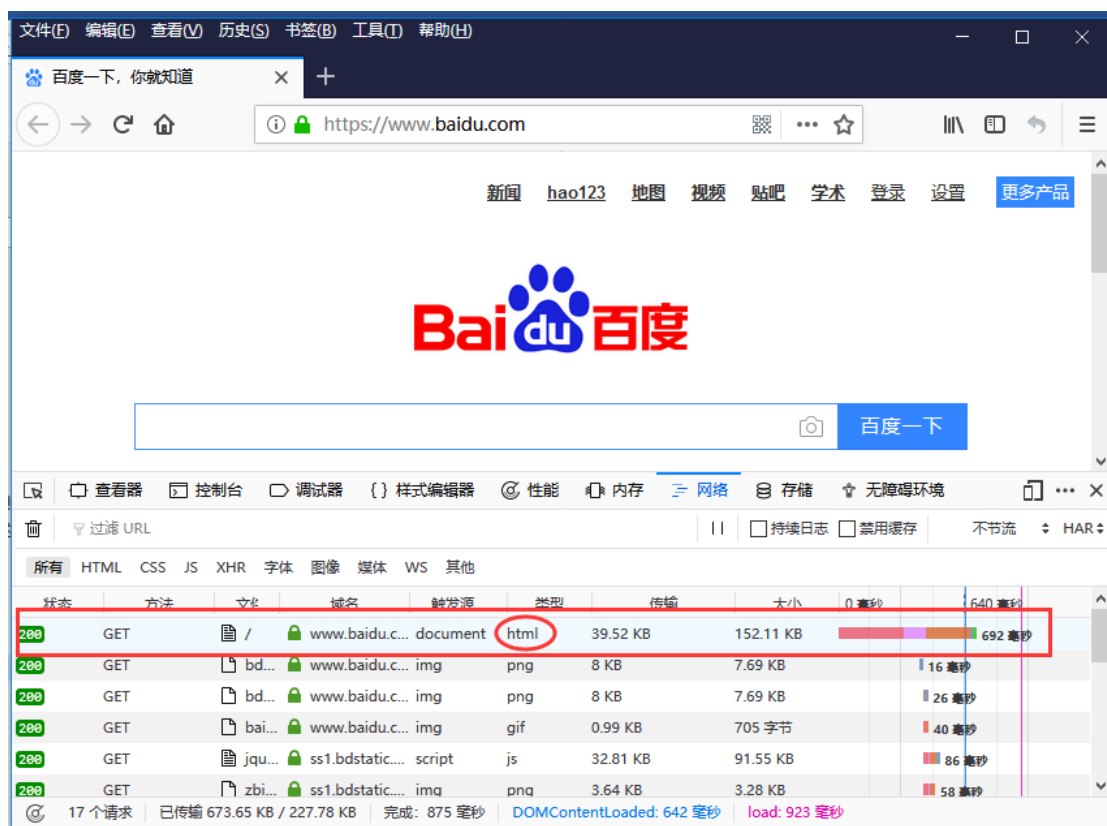 文件(F) 编辑(E) 查看(V) 历史(S) 书签(B) 工具(T) 帮助(H)
百度一下，你就知道
https://www.baidu.com
新闻 hao123 地图 视频 贴吧 学术 登录 设置 更多产品
Bai du 百度
百度一下
查看器 控制台 调试器 {} 样式编辑器 性能 内存 网络 存储 无障碍环境
过滤 URL 持续日志 禁用缓存 不节流 HAR
所有 HTML CSS JS XHR 字体 图像 媒体 WS 其他
状态 方法 域名 触发源 类型 传输 大小 0 毫秒 640 毫秒
200 GET / www.baidu.c... document html 39.52 KB 152.11 KB 692 毫秒
200 GET bd... www.baidu.c... img png 8 KB 7.69 KB 16 毫秒
200 GET bd... www.baidu.c... img png 8 KB 7.69 KB 26 毫秒
200 GET bai... www.baidu.c... img gif 0.99 KB 705 字节 40 毫秒
200 GET jqu... ss1.bdstatic.... script js 32.81 KB 91.55 KB 86 毫秒
200 GET zbi... ss1.bdstatic.... img png 3.64 KB 3.28 KB 58 毫秒
17 个请求 已传输 673.65 KB / 227.78 KB 完成：875 毫秒 DOMContentLoaded: 642 毫秒 load: 923 毫秒